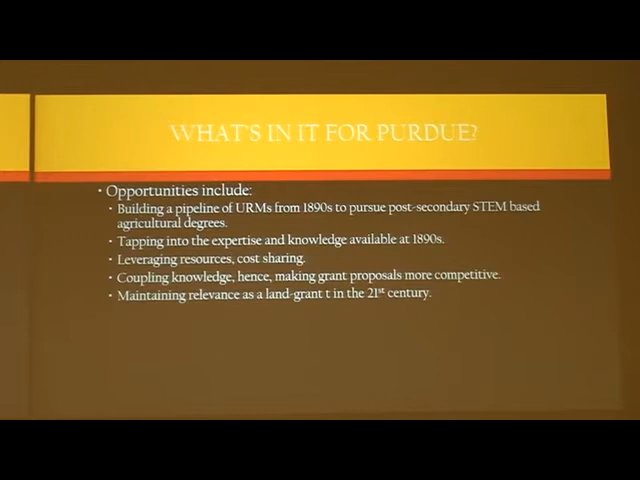 WHAT'S IN IT FOR PURDUE?
• Opportunities include:
• Building a pipeline of URMs from 1890s to pursue post-secondary STEM based
agricultural degrees.
• Tapping into the expertise and knowledge available at 1890s.
• Leveraging resources, cost sharing.
• Coupling knowledge, hence, making grant proposals more competitive.
• Maintaining relevance as a land-grant t in the 21st century.